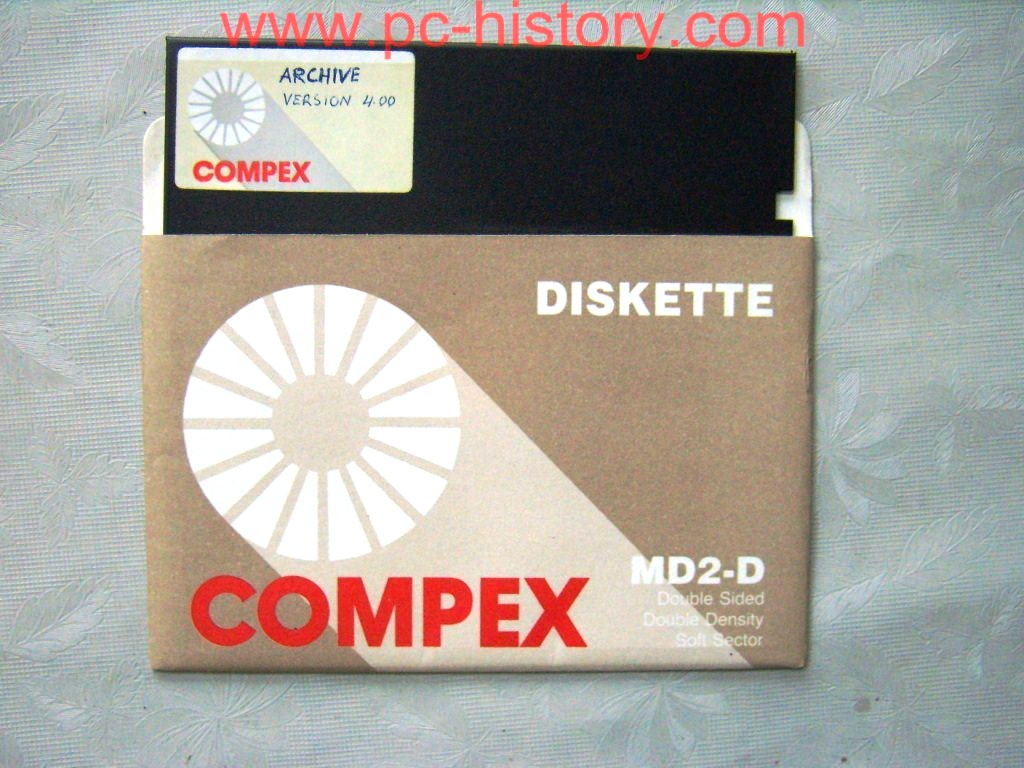 www.pc-history.com
ARCHIVE
VERSION 4.00
COMPEX
DISKETTE
COMPEX
MD2-D
Double Sided
Double Density
Soft Sector